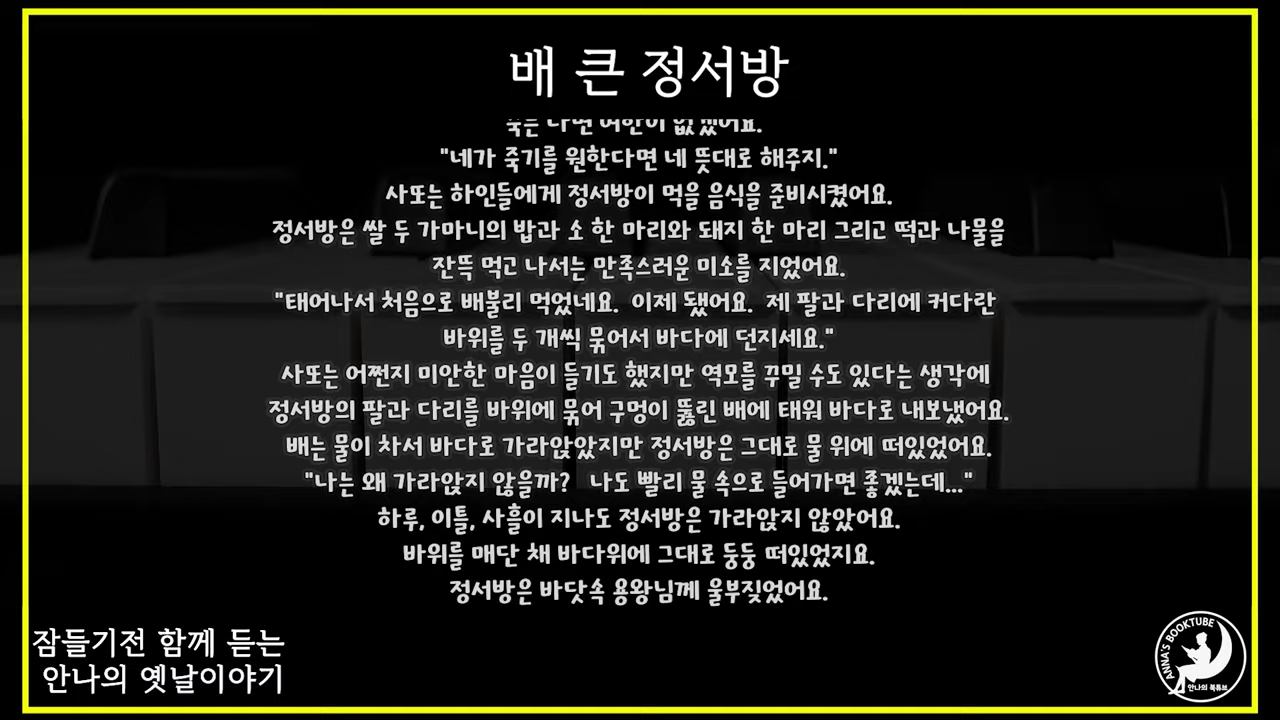 배 큰 정서방
"네가 죽기를 원한다면 네 뜻대로 해주지."
사또는 하인들에게 정서방이 먹을 음식을 준비시켰어요.
정서방은 쌀 두 가마니의 밥과 소 한 마리와 돼지 한 마리 그리고 떡과 나물을
잔뜩 먹고 나서는 만족스러운 미소를 지었어요.
"태어나서 처음으로 배불리 먹었네요. 이제 됐어요. 제 팔과 다리에 커다란
바위를 두 개씩 묶어서 바다에 던지세요."
사또는 어쩐지 미안한 마음이 들기도 했지만 역모를 꾸밀 수도 있다는 생각에
정서방의 팔과 다리를 바위에 묶어 구멍이 뚫린 배에 태워 바다로 내보냈어요.
배는 물이 차서 바다로 가라앉았지만 정서방은 그대로 물 위에 떠있었어요.
"나는 왜 가라앉지 않을까? 나도 빨리 물 속으로 들어가면 좋겠는데..."
하루, 이틀, 사흘이 지나도 정서방은 가라앉지 않았어요.
바위를 매단 채 바다위에 그대로 둥둥 떠있었지요.
정서방은 바닷속 용왕님께 울부짖었어요.
잠들기전 함께 듣는
안나의 옛날이야기
ANNA'S BOOKTUBE
안나의 북튜브